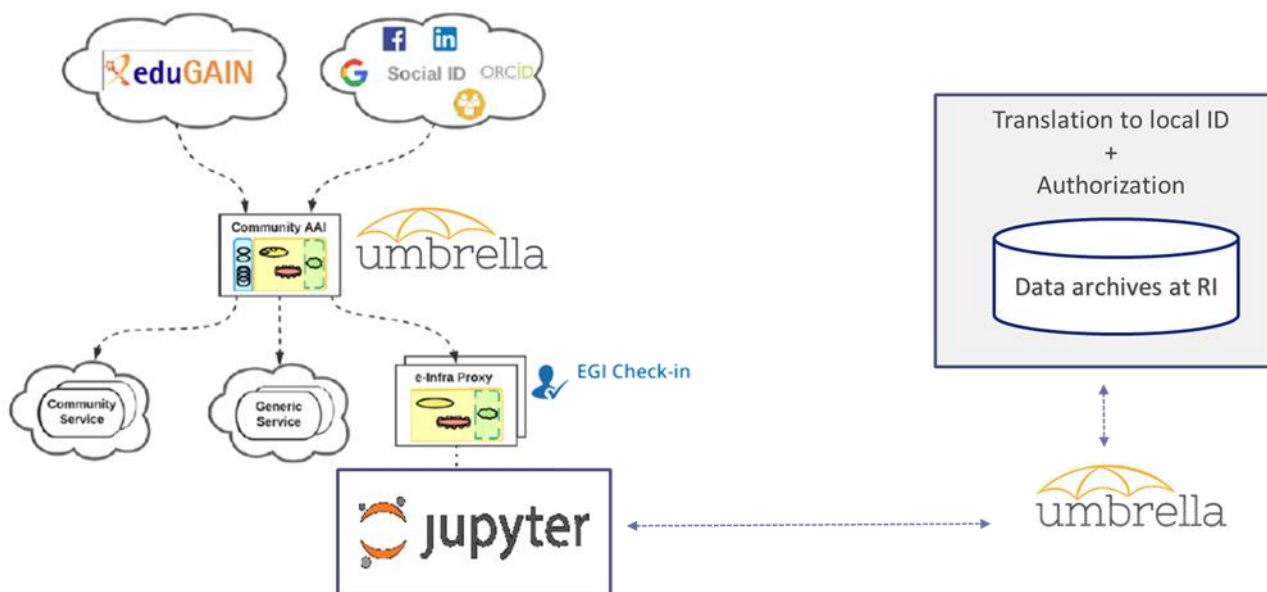 eduGAIN
Social ID
ORCiD
Community AAI
umbrella
Community
Service
Generic
Service
e-Infra Proxy
EGI Check-in
jupyter
Translation to local ID
+
Authorization
Data archives at RI
umbrella